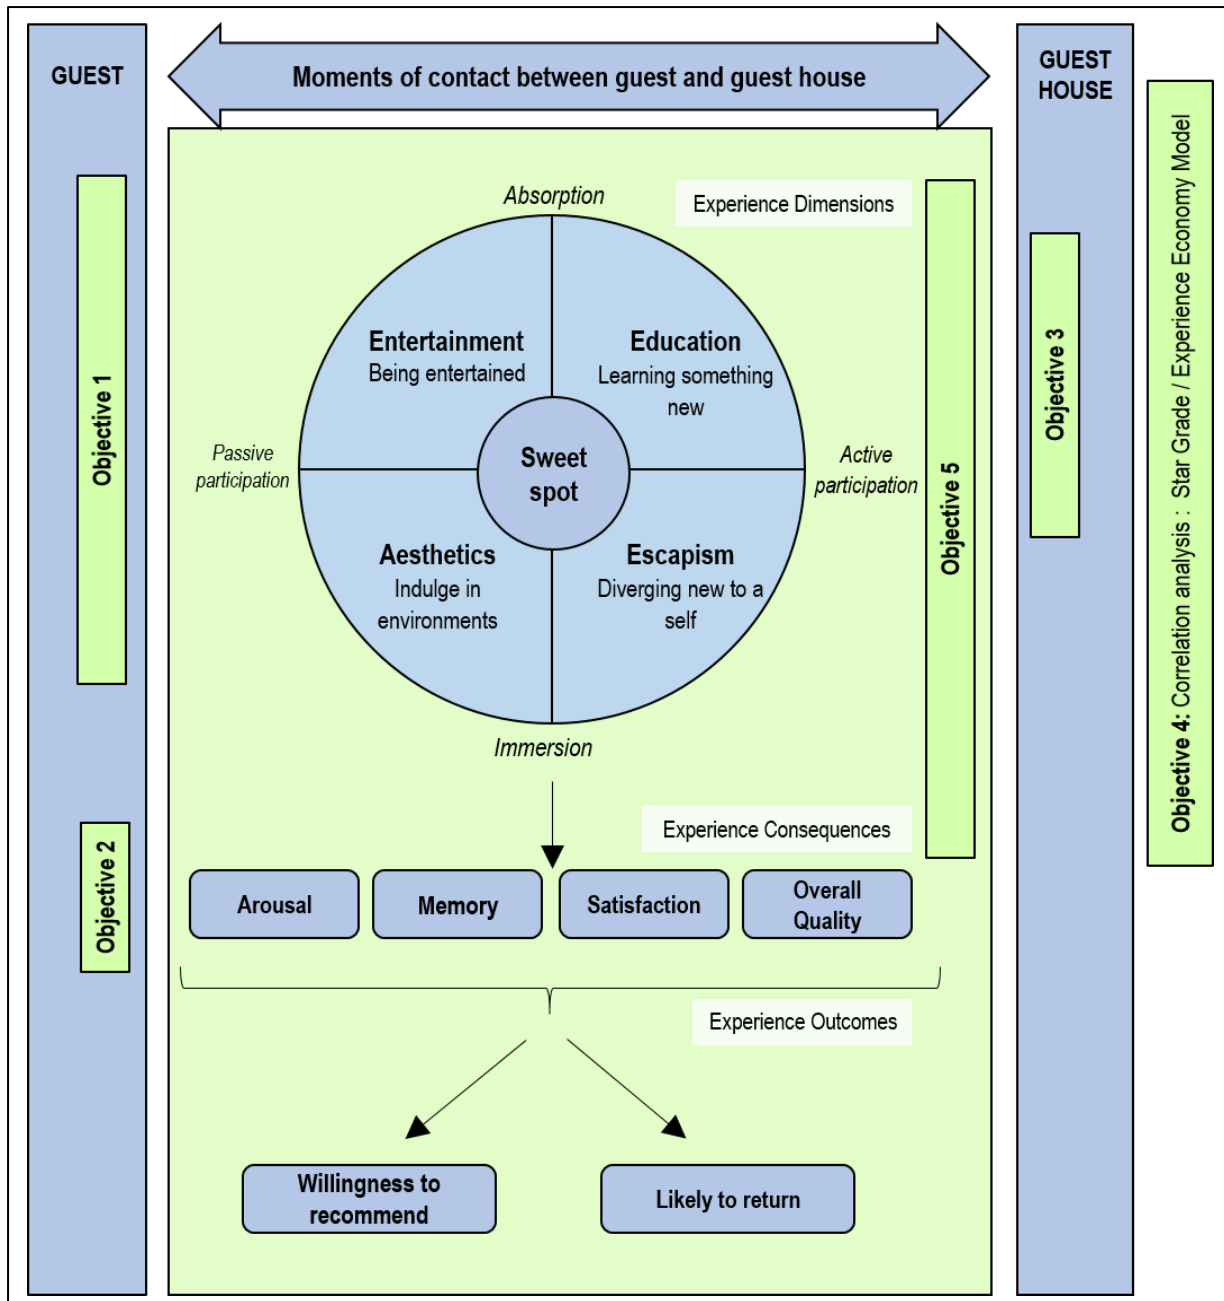 GUEST
Moments of contact between guest and guest house
GUEST
HOUSE
Absorption
Experience Dimensions
Entertainment
Being entertained
Education
Learning something
new
Passive
participation
Sweet
spot
Active
participation
Aesthetics
Indulge in
environments
Escapism
Diverging new to a
self
Immersion
Objective 1
Objective 2
Objective 3
Objective 5
Objective 4: Correlation analysis : Star Grade / Experience Economy Model
Experience Consequences
Arousal
Memory
Satisfaction
Overall
Quality
Experience Outcomes
Willingness to
recommend
Likely to return